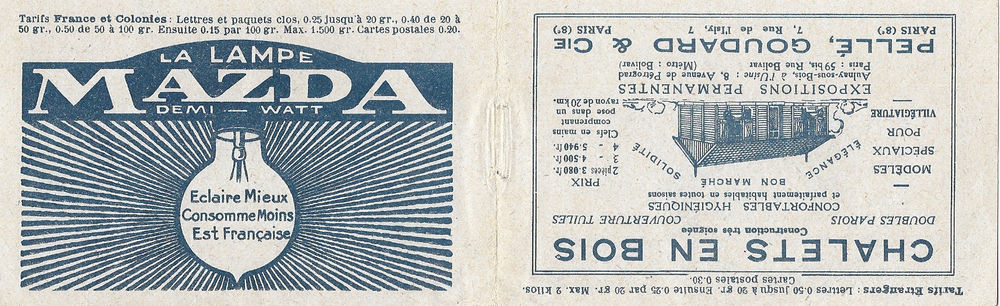 Tarifs France et Colonies: Lettres et paquets clos, 0.25 jusqu'à 20 gr., 0.40 de 20 à
50 gr., 0.50 de 50 à 100 gr. Ensuite 0.15 par 100 gr. Max. 1.500 gr. Cartes postales 0.20.
LA LAMPE
MAZDA
DEMI — WATT
Eclaire Mieux
Consomme Moins
Est Française
Tarifs Etrangers: Lettres 0.50 jusqu'à 20 gr. Ensuite 0.25 par 20 gr. Max. 2 kilos.
Cartes postales 0.30.
CHALETS EN BOIS
Construction très soignée
DOUBLES PAROIS COUVERTURE TUILES
CONFORTABLES HYGIÉNIQUES
et parfaitement habitables en toutes saisons
MODÈLES
SPÉCIAUX
POUR
VILLÉGIATURE
ÉLÉGANCE
BON MARCHÉ
SOLIDITÉ
PRIX
2 pièces 3.080 fr.
3 - 4.500 fr.
4 - 5.940 fr.
Clefs en mains
comprenant
pose dans un
rayon de 20 km.
EXPOSITIONS PERMANENTES
Aulnay-sous-Bois, à l'Usine: 8, Avenue de Pétrograd
Paris: 59 bis, Rue Bolivar (Métro: Bolivar)
PELLÉ, GOUDARD & CIE
PARIS (8e) 7, Rue de l'Isly, 7 PARIS (8e)